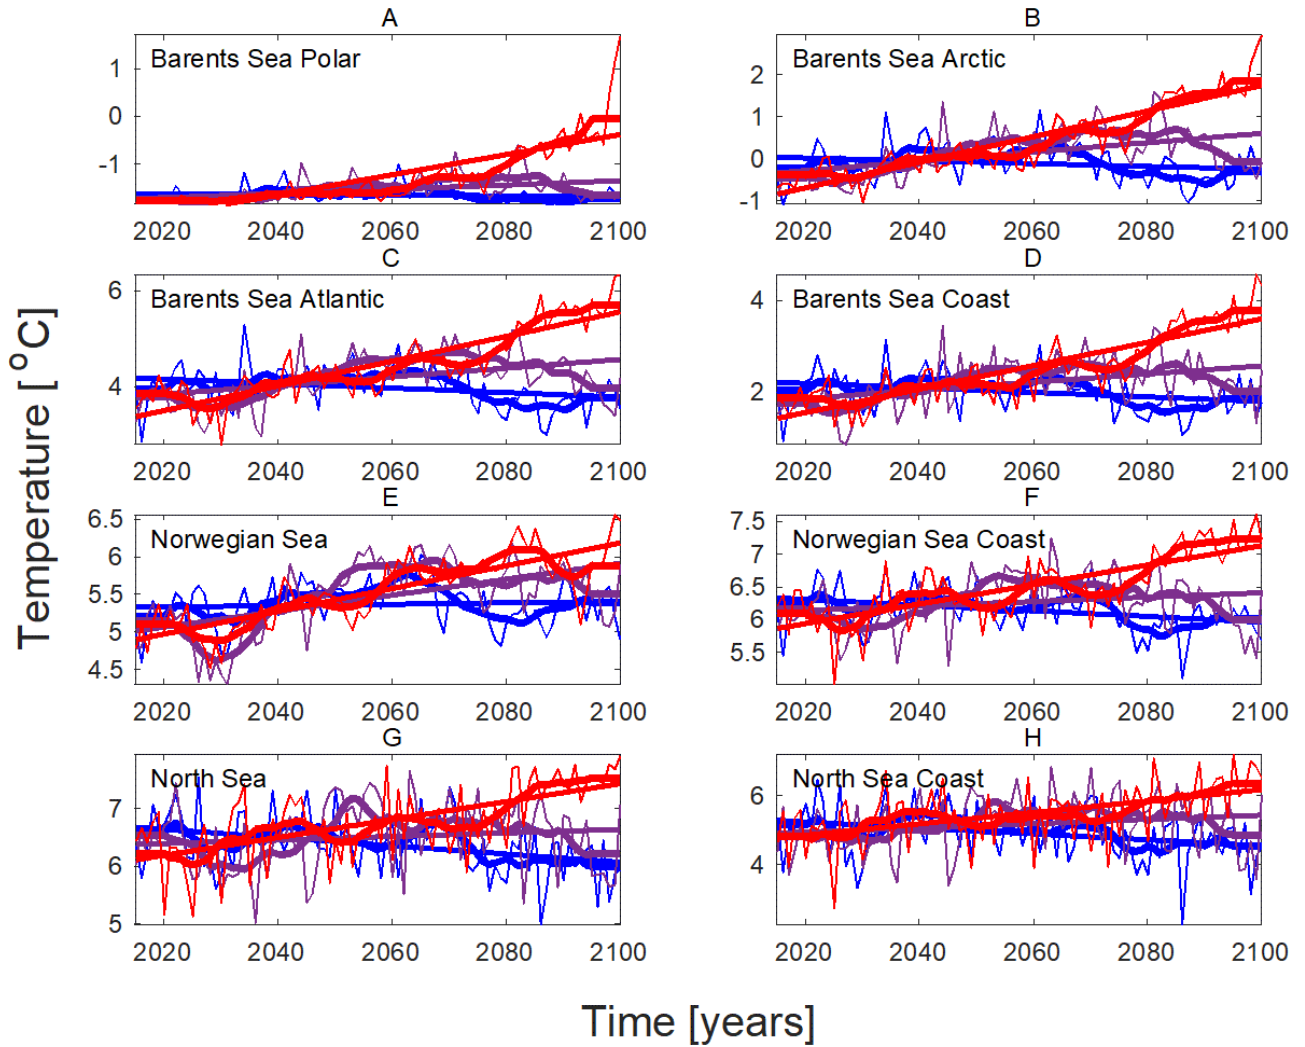 A
Barents Sea Polar
1
0
-1
2020 2040 2060 2080 2100
B
Barents Sea Arctic
2
1
0
-1
2020 2040 2060 2080 2100
C
Barents Sea Atlantic
6
4
2020 2040 2060 2080 2100
D
Barents Sea Coast
4
2
2020 2040 2060 2080 2100
E
Norwegian Sea
6.5
6
5.5
5
4.5
2020 2040 2060 2080 2100
F
Norwegian Sea Coast
7.5
7
6.5
6
5.5
2020 2040 2060 2080 2100
G
North Sea
7
6
5
2020 2040 2060 2080 2100
H
North Sea Coast
6
4
2020 2040 2060 2080 2100
Temperature [ °C]
Time [years]